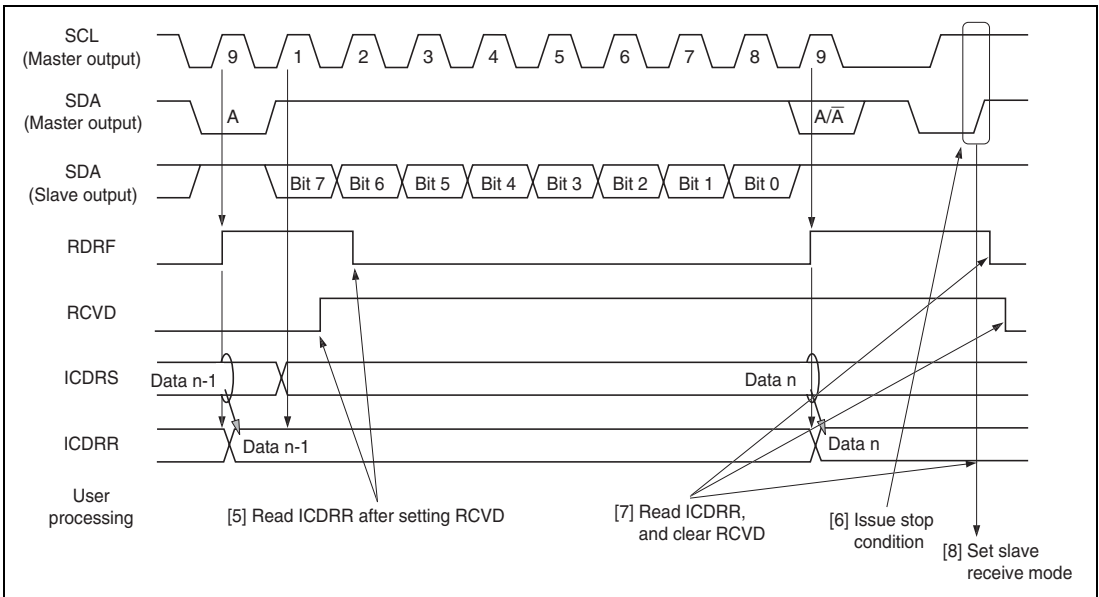 SCL
(Master output)
9 1 2 3 4 5 6 7 8 9
SDA
(Master output)
A A/A̅
SDA
(Slave output)
Bit 7 Bit 6 Bit 5 Bit 4 Bit 3 Bit 2 Bit 1 Bit 0
RDRF
RCVD
ICDRS
Data n-1 Data n
ICDRR
Data n-1 Data n
User
processing
[5] Read ICDRR after setting RCVD
[7] Read ICDRR,
and clear RCVD
[6] Issue stop
condition
[8] Set slave
receive mode